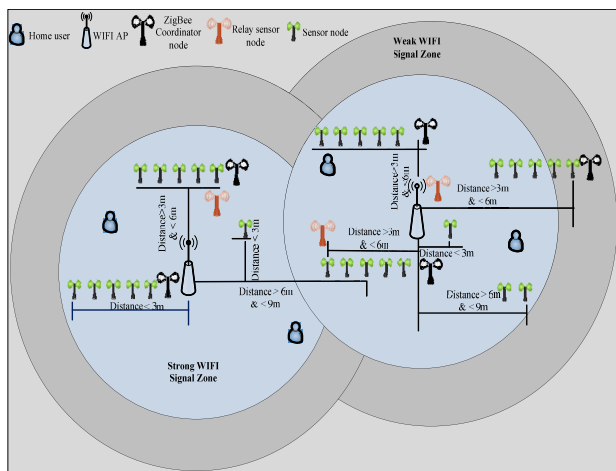 Home user
WIFI AP
ZigBee
Coordinator
node
Relay sensor
node
Sensor node
Weak WIFI
Signal Zone
Distance>3m
& < 6m
Distance < 3m
Distance > 6m
& < 9m
Distance< 3m
Strong WIFI
Signal Zone
Distance>3m
& <6m
Distance >3m
& < 6m
Distance >3m
& < 6m
Distance < 3m
Distance> 6m
& < 9m